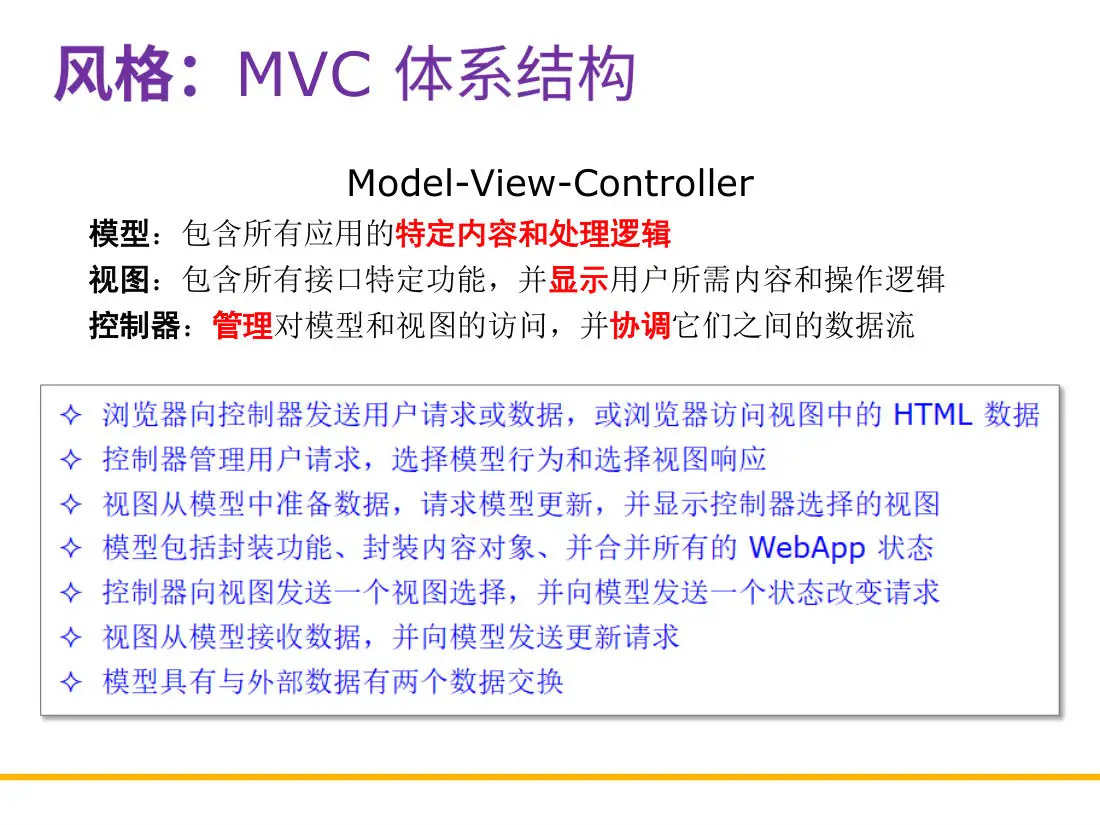 风格：MVC 体系结构
Model-View-Controller
模型：包含所有应用的特定内容和处理逻辑
视图：包含所有接口特定功能，并显示用户所需内容和操作逻辑
控制器：管理对模型和视图的访问，并协调它们之间的数据流
✧ 浏览器向控制器发送用户请求或数据，或浏览器访问视图中的 HTML 数据
✧ 控制器管理用户请求，选择模型行为和选择视图响应
✧ 视图从模型中准备数据，请求模型更新，并显示控制器选择的视图
✧ 模型包括封装功能、封装内容对象、并合并所有的 WebApp 状态
✧ 控制器向视图发送一个视图选择，并向模型发送一个状态改变请求
✧ 视图从模型接收数据，并向模型发送更新请求
✧ 模型具有与外部数据有两个数据交换